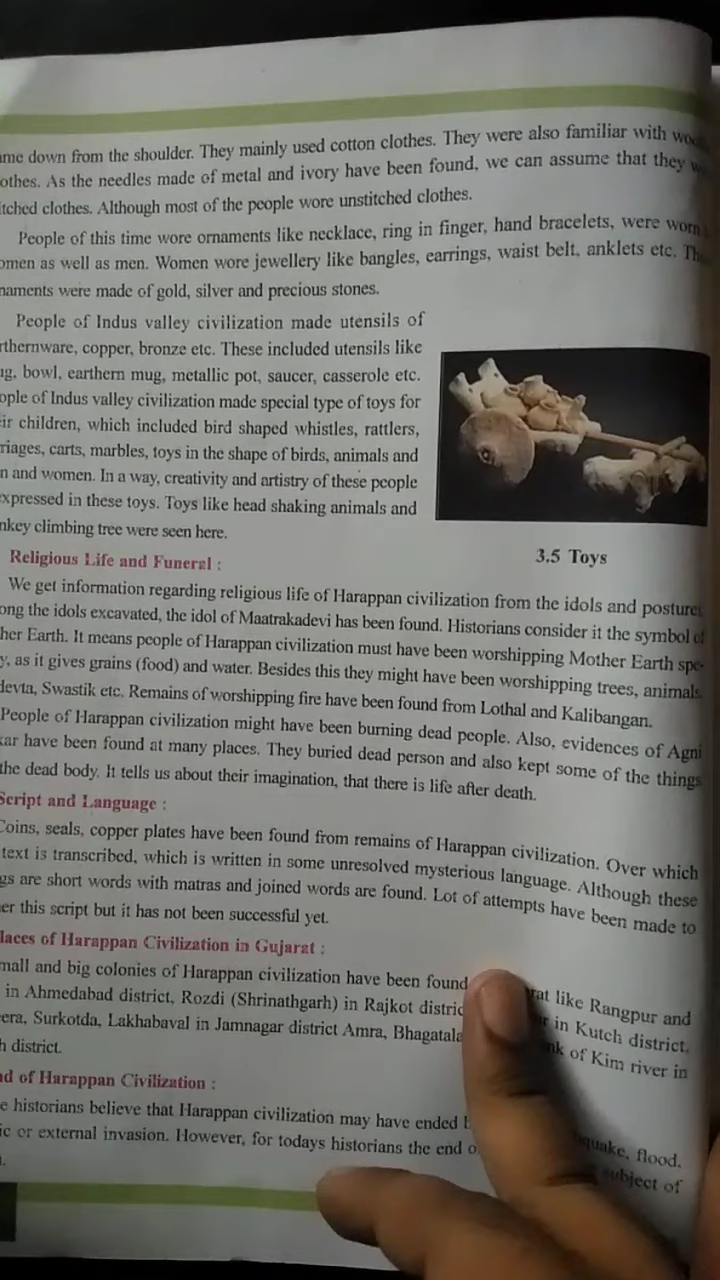 ame down from the shoulder. They mainly used cotton clothes. They were also familiar with
othes. As the needles made of metal and ivory have been found, we can assume that they
itched clothes. Although most of the people wore unstitched clothes.
People of this time wore ornaments like necklace, ring in finger, hand bracelets, were worn
omen as well as men. Women wore jewellery like bangles, earrings, waist belt, anklets etc.
naments were made of gold, silver and precious stones.
People of Indus valley civilization made utensils of
rthernware, copper, bronze etc. These included utensils like
ug, bowl, earthern mug, metallic pot, saucer, casserole etc.
ople of Indus valley civilization made special type of toys for
eir children, which included bird shaped whistles, rattlers,
rriages, carts, marbles, toys in the shape of birds, animals and
n and women. In a way, creativity and artistry of these people
expressed in these toys. Toys like head shaking animals and
nkey climbing tree were seen here.
3.5 Toys
Religious Life and Funeral :
We get information regarding religious life of Harappan civilization from the idols and postures
ong the idols excavated, the idol of Maatrakadevi has been found. Historians consider it the symbol of
her Earth. It means people of Harappan civilization must have been worshipping Mother Earth spe-
y, as it gives grains (food) and water. Besides this they might have been worshipping trees, animals,
devta, Swastik etc. Remains of worshipping fire have been found from Lothal and Kalibangan.
People of Harappan civilization might have been burning dead people. Also, evidences of Agni
kar have been found at many places. They buried dead person and also kept some of the things
the dead body. It tells us about their imagination, that there is life after death.
Script and Language :
Coins, seals, copper plates have been found from remains of Harappan civilization. Over which
text is transcribed, which is written in some unresolved mysterious language. Although these
gs are short words with matras and joined words are found. Lot of attempts have been made to
er this script but it has not been successful yet.
laces of Harappan Civilization in Gujarat :
mall and big colonies of Harappan civilization have been found rat like Rangpur and
in Ahmedabad district, Rozdi (Shrinathgarh) in Rajkot distric r in Kutch district.
era, Surkotda, Lakhabaval in Jamnagar district Amra, Bhagatala nk of Kim river in
h district.
nd of Harappan Civilization :
e historians believe that Harappan civilization may have ended quake, flood,
ic or external invasion. However, for todays historians the end o subject of